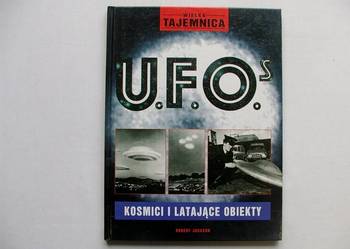 WIELKA
TAJEMNICA
U.F.O.s
KOSMICI I LATAJĄCE OBIEKTY
ROBERT JACKSON